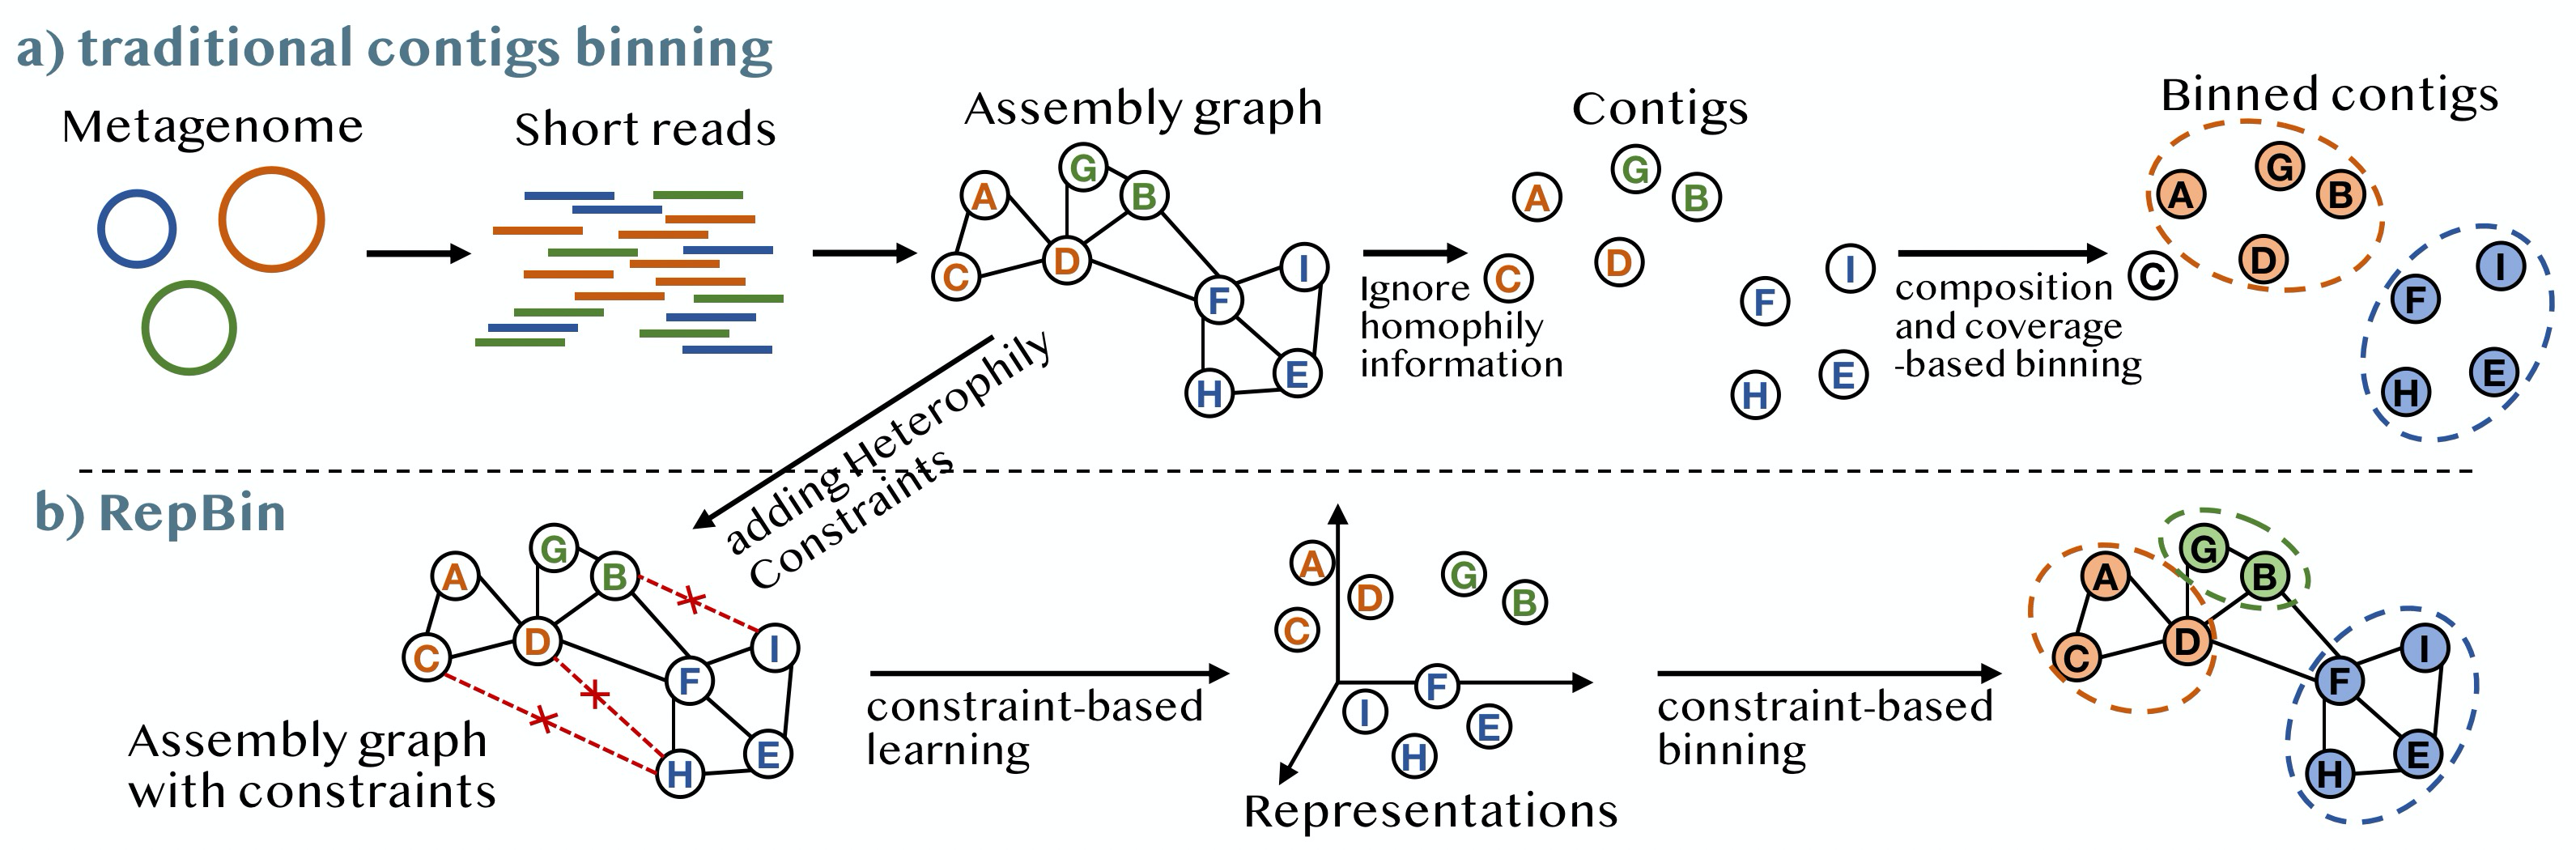 a) traditional contigs binning
Metagenome
Short reads
Assembly graph
Contigs
Binned contigs
A
G
B
C
D
F
I
H
E
Ignore
homophily
information
A
G
B
C
D
F
I
H
E
composition
and coverage
-based binning
A
G
B
C
D
F
I
H
E
adding Heterophily
Constraints
b) RepBin
A
G
B
C
D
F
I
H
E
Assembly graph
with constraints
constraint-based
learning
A
D
G
B
C
F
I
E
H
Representations
constraint-based
binning
A
G
B
C
D
F
I
H
E